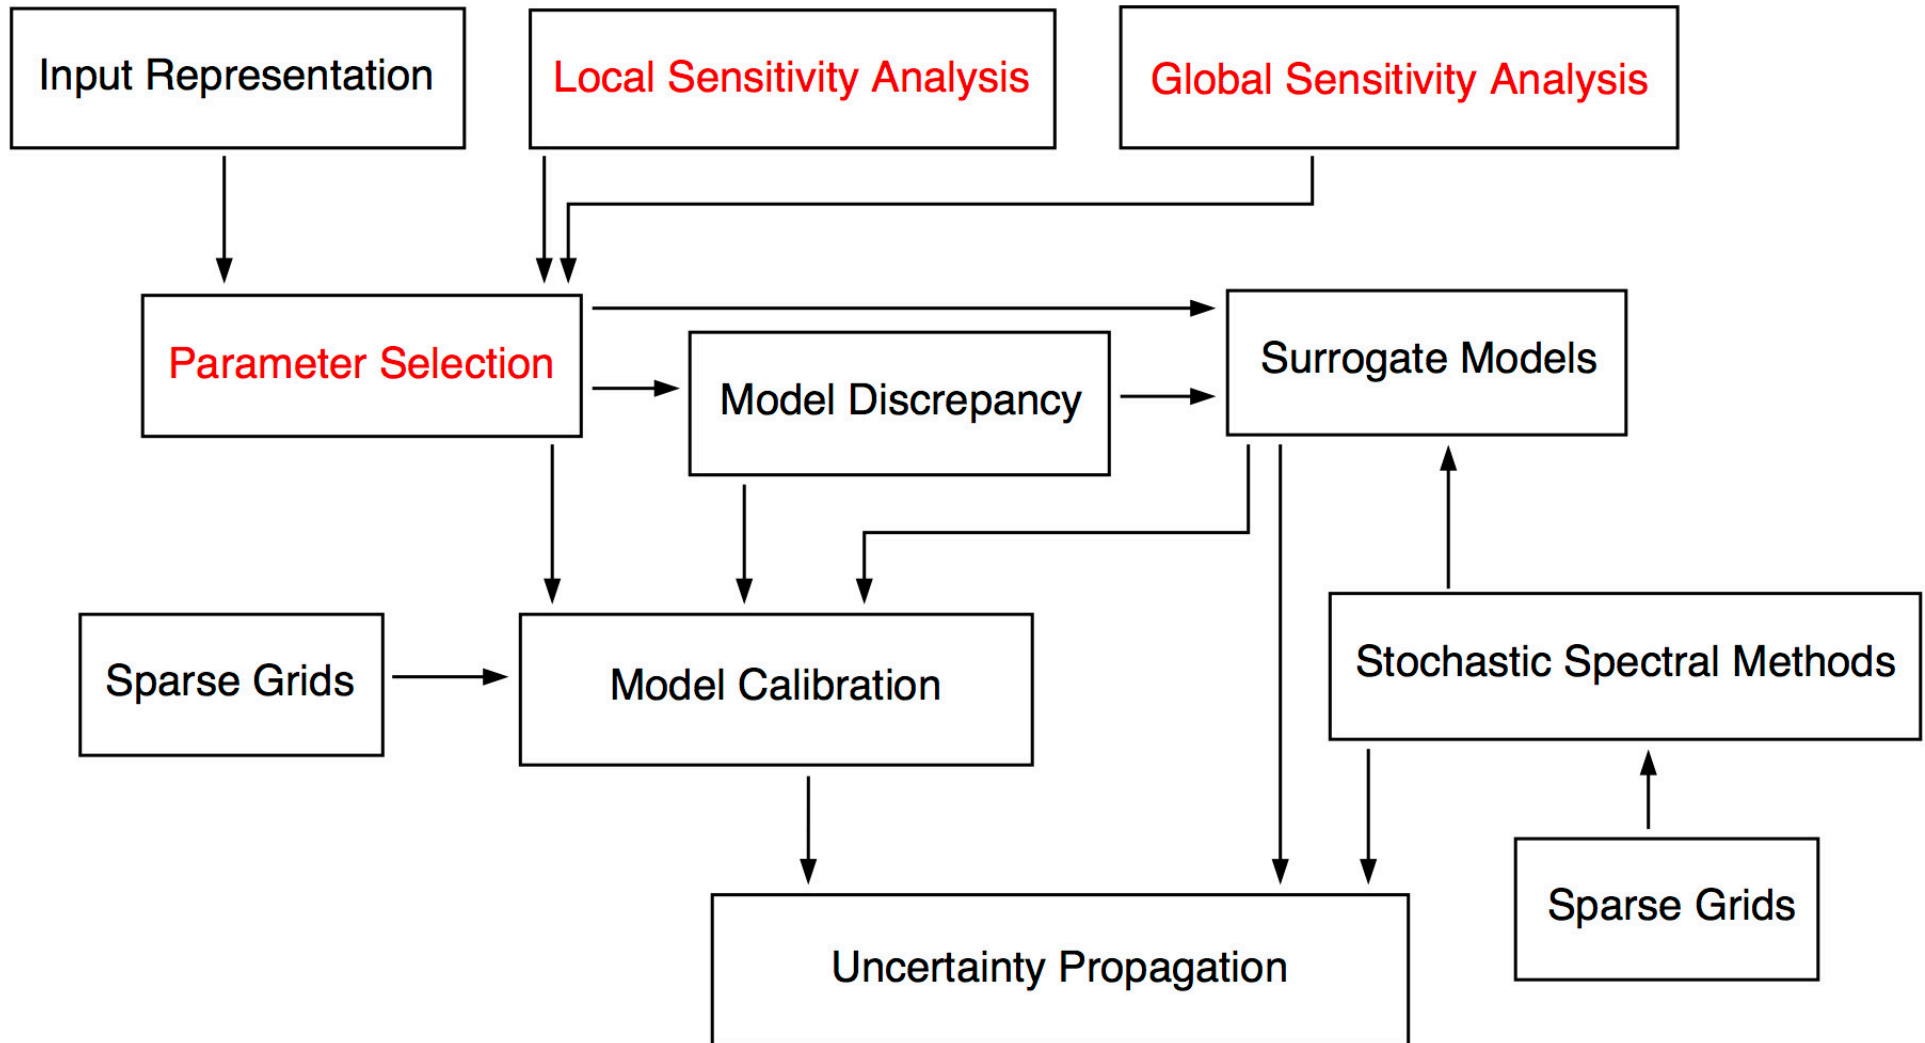 Input Representation
Local Sensitivity Analysis
Global Sensitivity Analysis
Parameter Selection
Model Discrepancy
Surrogate Models
Sparse Grids
Model Calibration
Stochastic Spectral Methods
Sparse Grids
Uncertainty Propagation